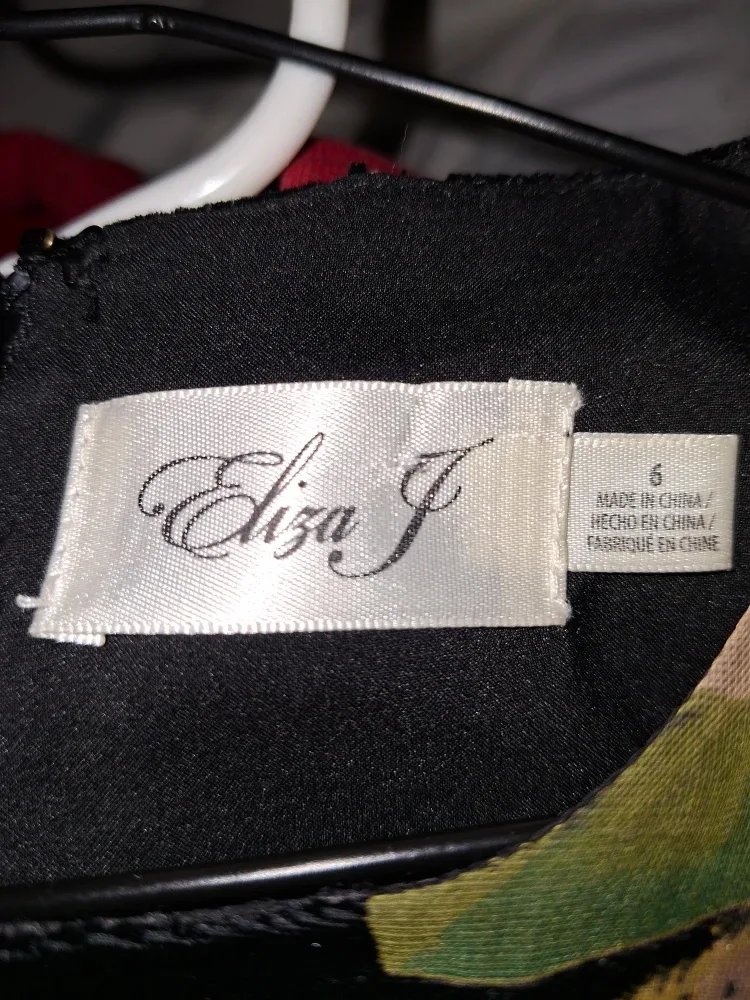 Eliza J
6
MADE IN CHINA /
HECHO EN CHINA /
FABRIQUÉ EN CHINE